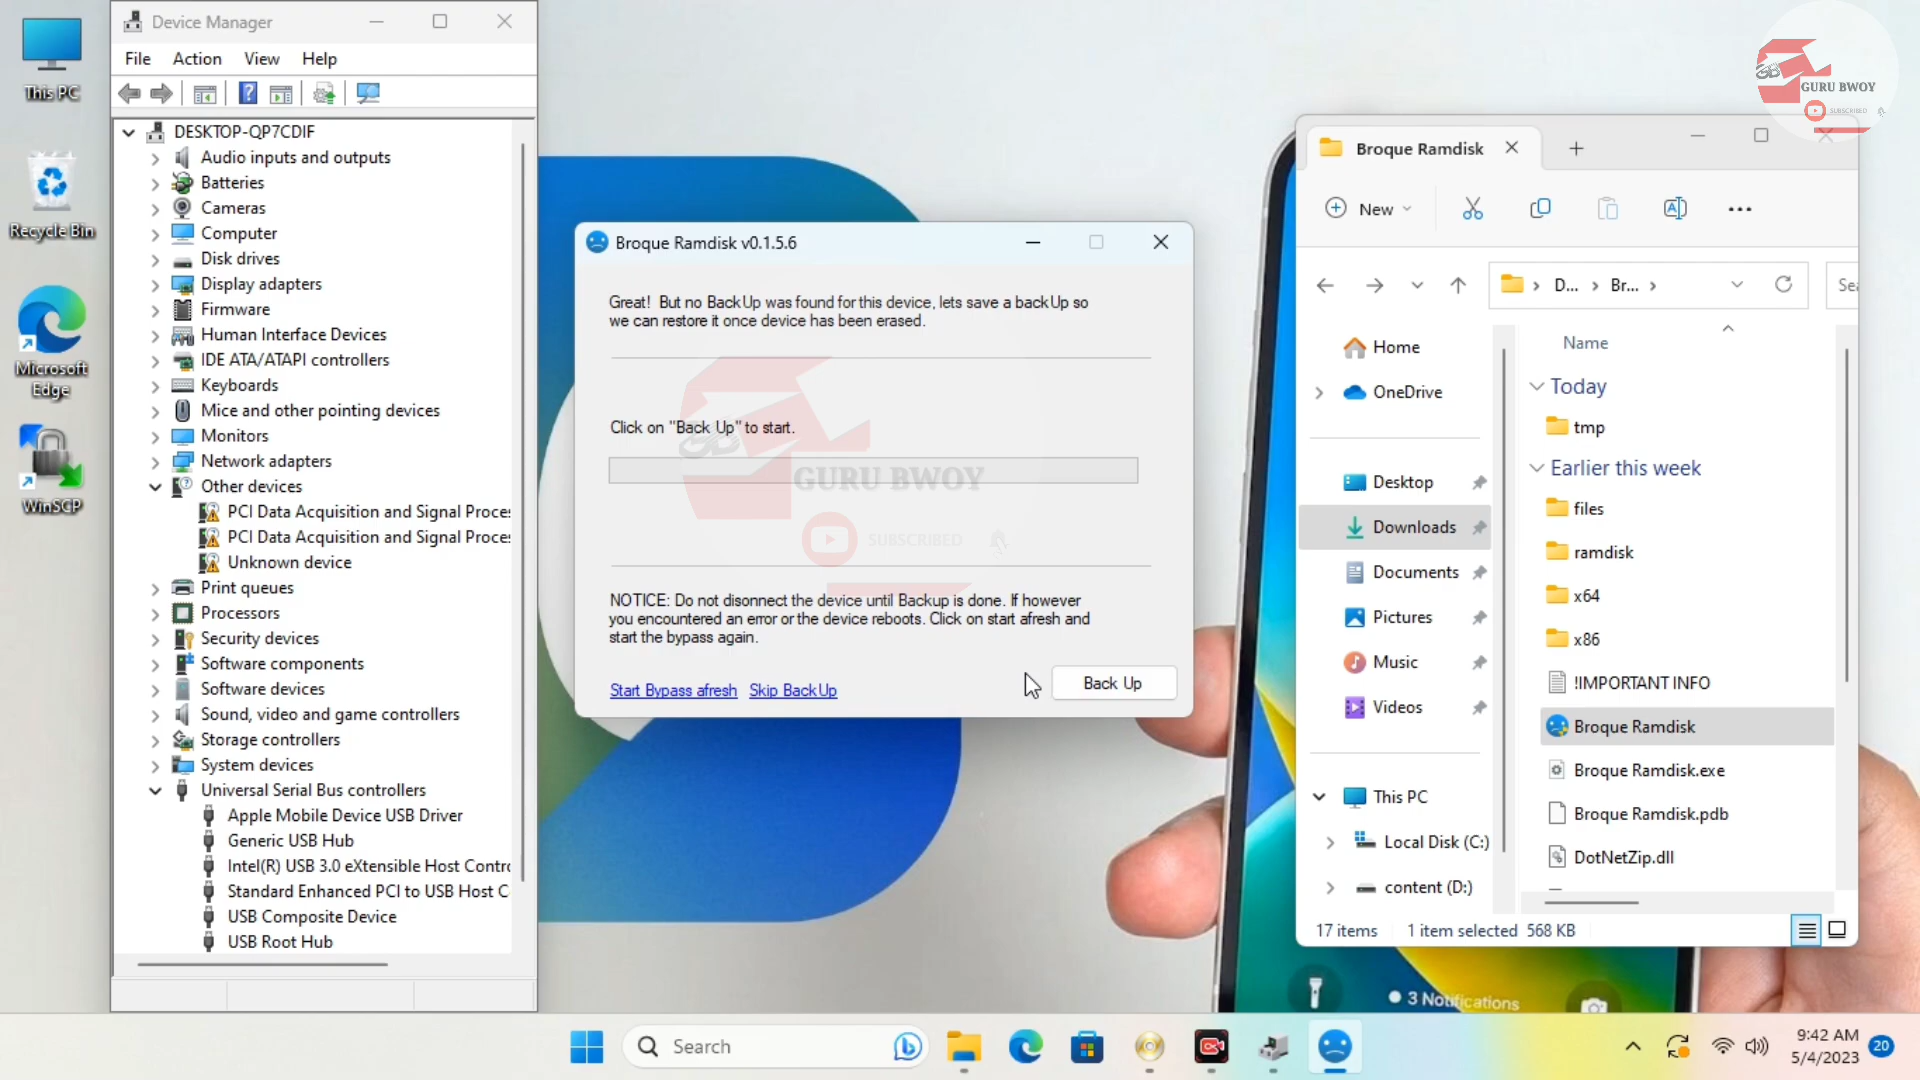 This PC
Recycle Bin
Microsoft
Edge
WinSCP
Device Manager
File Action View Help
DESKTOP-QP7CDIF
Audio inputs and outputs
Batteries
Cameras
Computer
Disk drives
Display adapters
Firmware
Human Interface Devices
IDE ATA/ATAPI controllers
Keyboards
Mice and other pointing devices
Monitors
Network adapters
Other devices
PCI Data Acquisition and Signal Proces
PCI Data Acquisition and Signal Proces
Unknown device
Print queues
Processors
Security devices
Software components
Software devices
Sound, video and game controllers
Storage controllers
System devices
Universal Serial Bus controllers
Apple Mobile Device USB Driver
Generic USB Hub
Intel(R) USB 3.0 eXtensible Host Contro
Standard Enhanced PCI to USB Host C
USB Composite Device
USB Root Hub
Broque Ramdisk v0.1.5.6
Great! But no BackUp was found for this device, lets save a backUp so
we can restore it once device has been erased.
Click on "Back Up" to start.
GB
GURU BWOY
SUBSCRIBED
NOTICE: Do not disonnect the device until Backup is done. If however
you encountered an error or the device reboots. Click on start afresh and
start the bypass again.
Start Bypass afresh Skip BackUp
Back Up
GB
GURU BWOY
SUBSCRIBED
Broque Ramdisk
New
D... Br... Sea
Home
OneDrive
Desktop
Downloads
Documents
Pictures
Music
Videos
This PC
Local Disk (C:)
content (D:)
Name
Today
tmp
Earlier this week
files
ramdisk
x64
x86
!IMPORTANT INFO
Broque Ramdisk
Broque Ramdisk.exe
Broque Ramdisk.pdb
DotNetZip.dll
17 items 1 item selected 568 KB
3 Notifications
Search
9:42 AM
5/4/2023
20